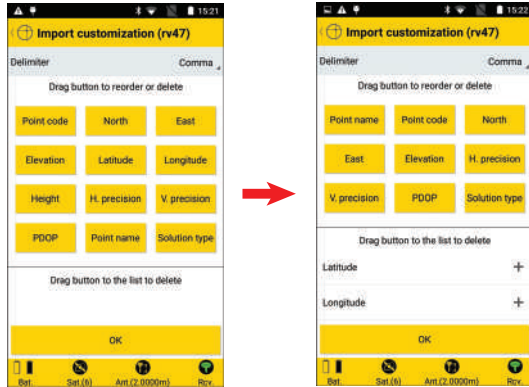 15:21
Import customization (rv47)
Delimiter Comma
Drag button to reorder or delete
Point code North East
Elevation Latitude Longitude
Height H. precision V. precision
PDOP Point name Solution type
Drag button to the list to delete
OK
Bat. Sat.(6) Ant.(2.0000m) Rcv.
15:22
Import customization (rv47)
Delimiter Comma
Drag button to reorder or delete
Point name Point code North
East Elevation H. precision
V. precision PDOP Solution type
Drag button to the list to delete
Latitude +
Longitude +
OK
Bat. Sat.(6) Ant.(2.0000m) Rcv.